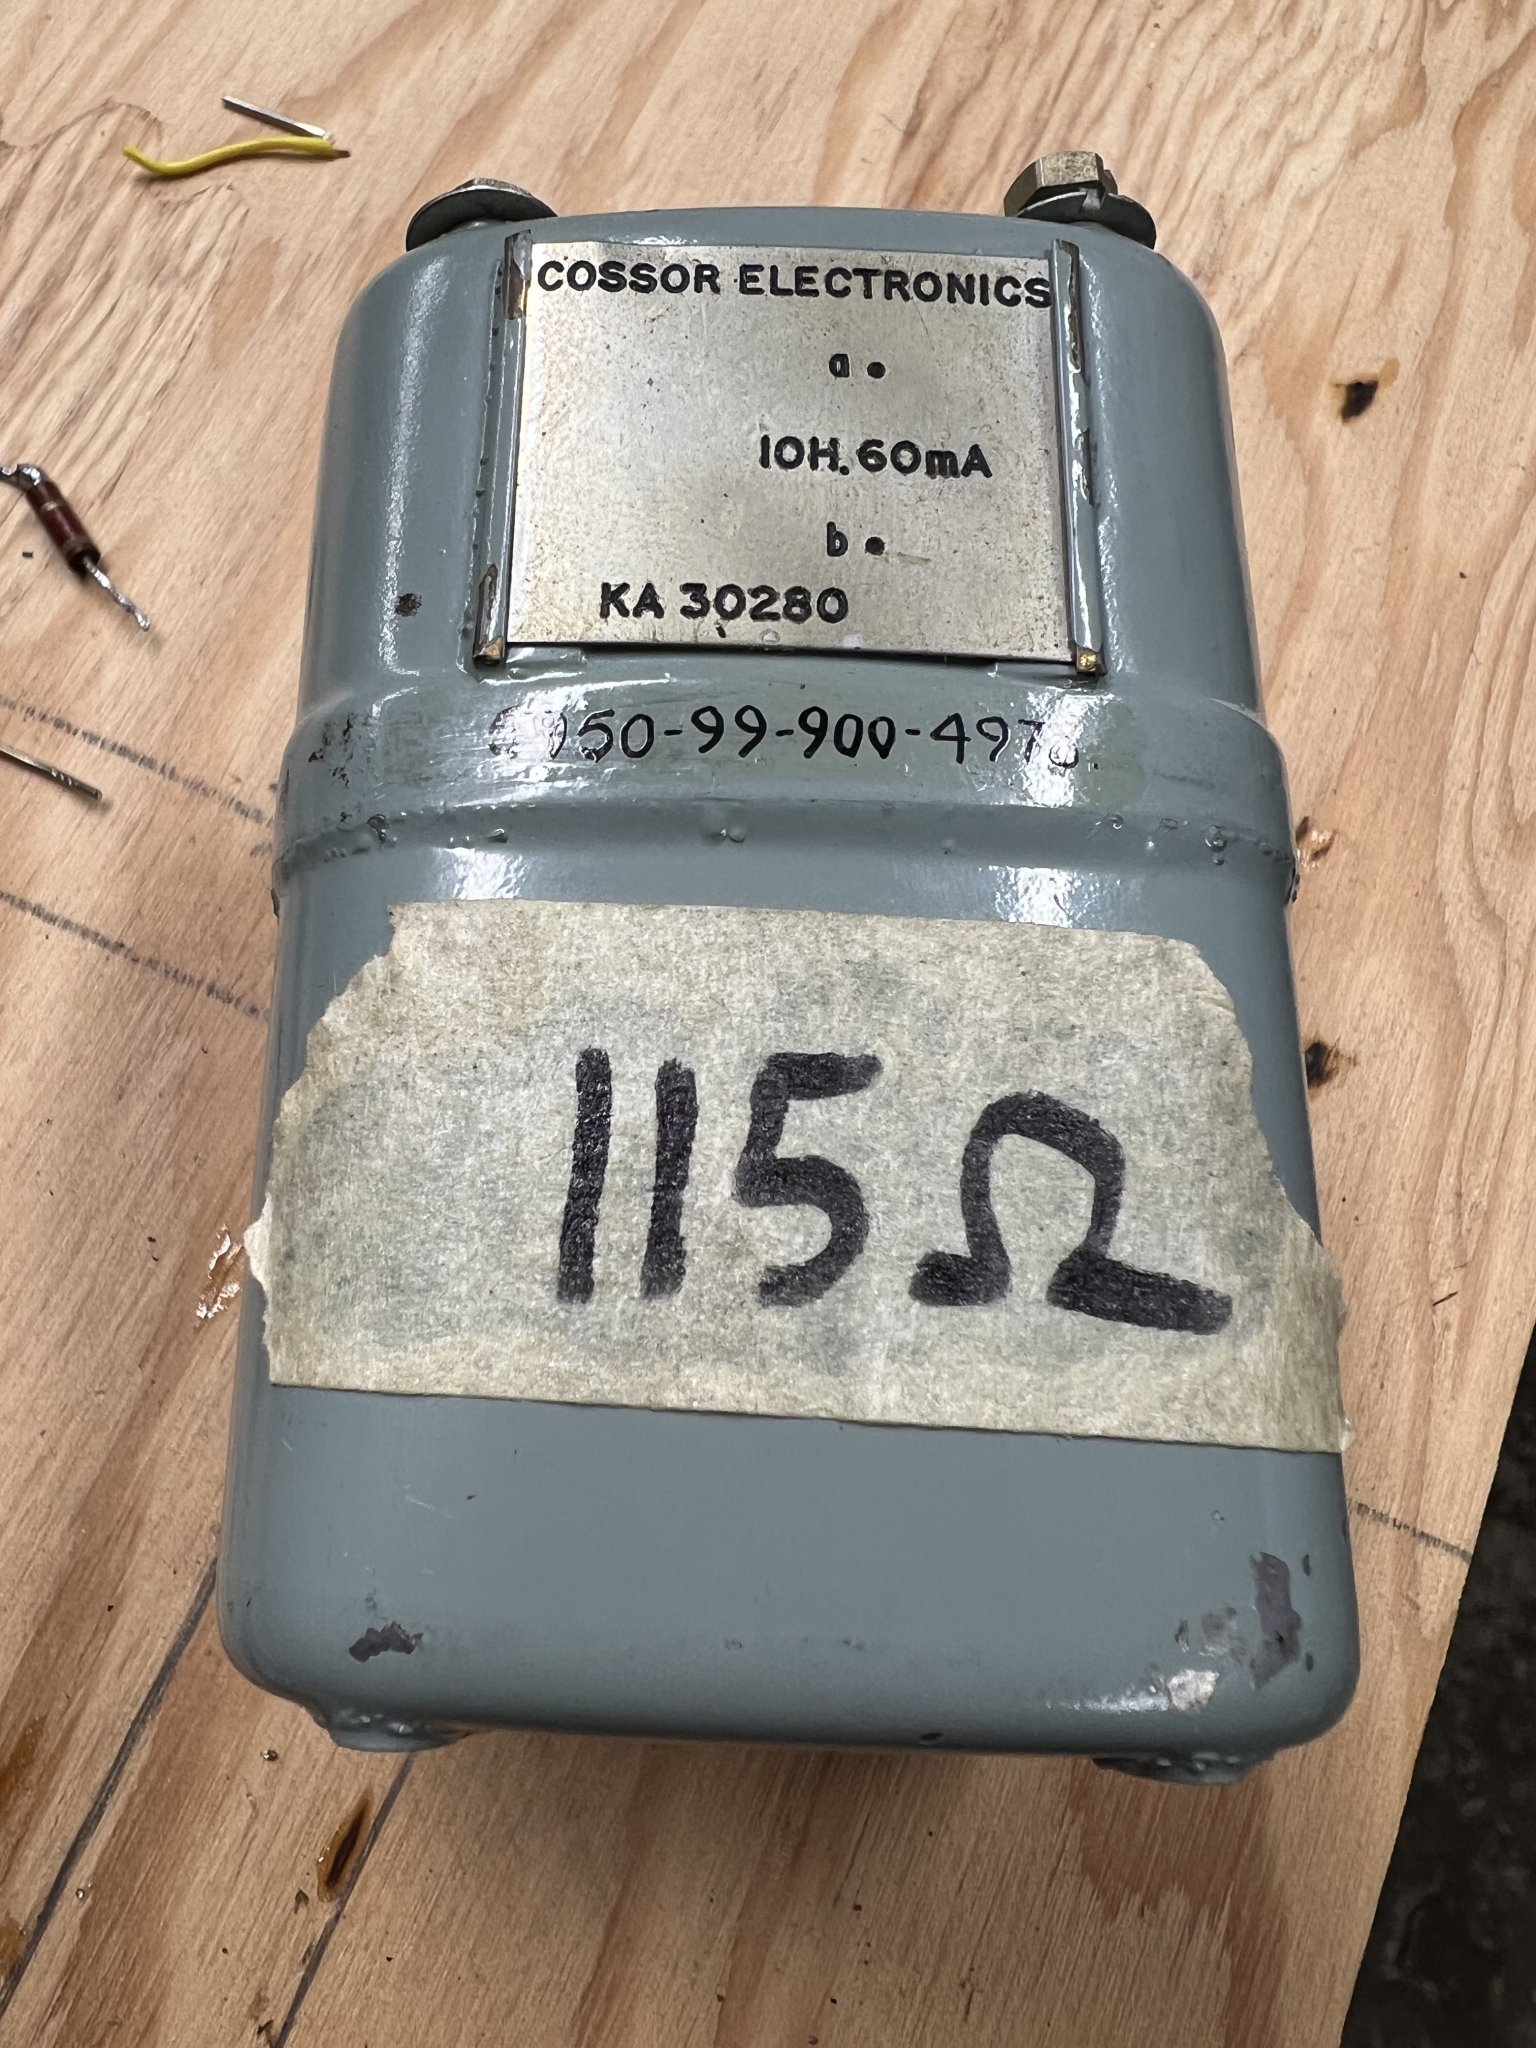 COSSOR ELECTRONICS
a
10H. 60mA
b
KA 30280
115Ω